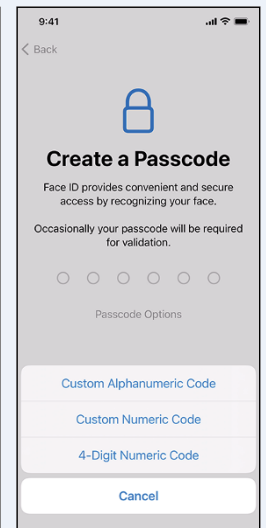 9:41
Back
Create a Passcode
Face ID provides convenient and secure
access by recognizing your face.
Occasionally your passcode will be required
for validation.
Passcode Options
Custom Alphanumeric Code
Custom Numeric Code
4-Digit Numeric Code
Cancel